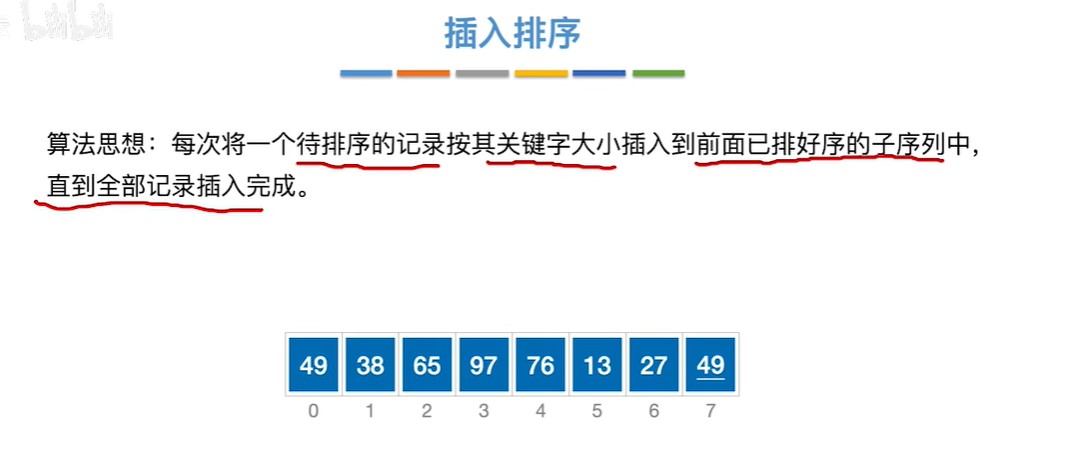 bilibili
插入排序
算法思想：每次将一个待排序的记录按其关键字大小插入到前面已排好序的子序列中，
直到全部记录插入完成。
49 38 65 97 76 13 27 49
0 1 2 3 4 5 6 7